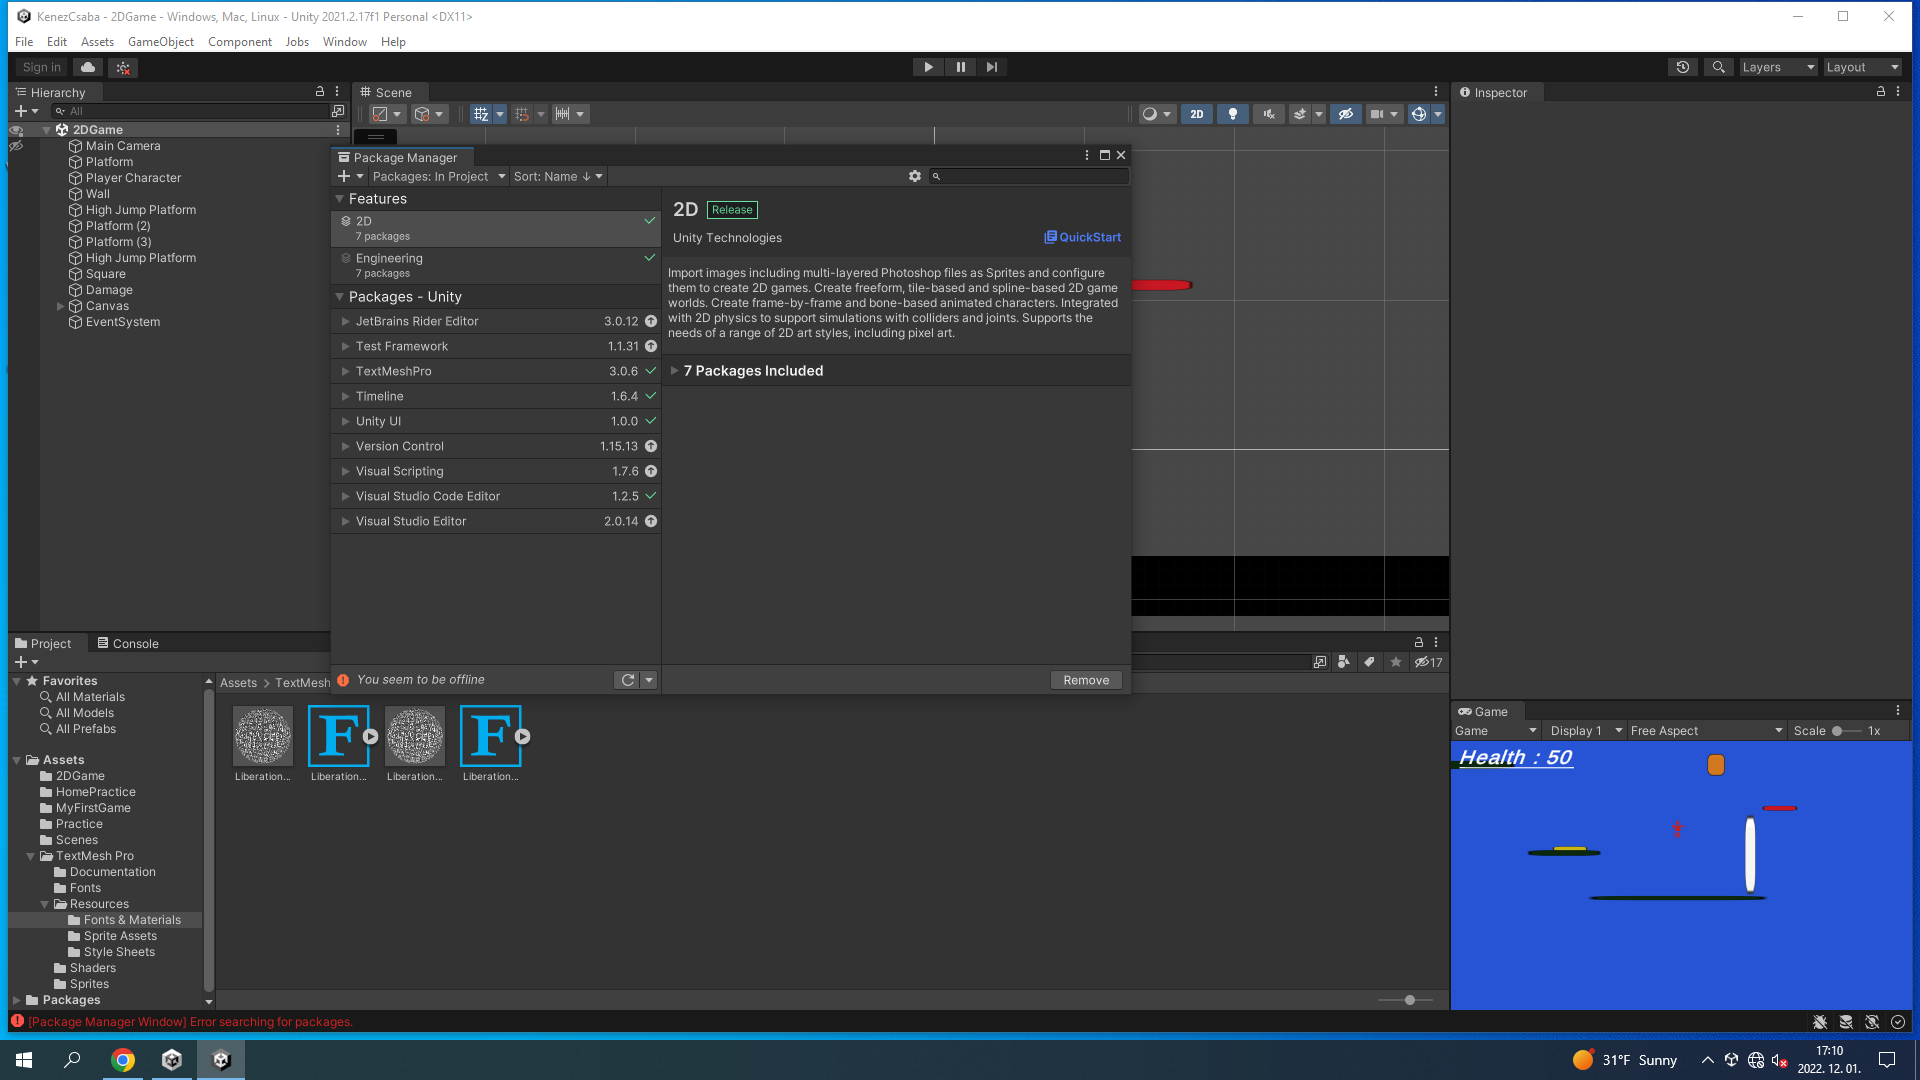 KenezCsaba - 2DGame - Windows, Mac, Linux - Unity 2021.2.17f1 Personal <DX11>
File Edit Assets GameObject Component Jobs Window Help
Sign in
Layers
Layout
Hierarchy
All
2DGame
Main Camera
Platform
Player Character
Wall
High Jump Platform
Platform (2)
Platform (3)
High Jump Platform
Square
Damage
Canvas
EventSystem
Scene
2D
Inspector
Package Manager
Packages: In Project
Sort: Name ↓
Features
2D
7 packages
Engineering
7 packages
Packages - Unity
JetBrains Rider Editor 3.0.12
Test Framework 1.1.31
TextMeshPro 3.0.6
Timeline 1.6.4
Unity UI 1.0.0
Version Control 1.15.13
Visual Scripting 1.7.6
Visual Studio Code Editor 1.2.5
Visual Studio Editor 2.0.14
You seem to be offline
2D Release
Unity Technologies
QuickStart
Import images including multi-layered Photoshop files as Sprites and configure
them to create 2D games. Create freeform, tile-based and spline-based 2D game
worlds. Create frame-by-frame and bone-based animated characters. Integrated
with 2D physics to support simulations with colliders and joints. Supports the
needs of a range of 2D art styles, including pixel art.
7 Packages Included
Remove
Project
Console
17
Favorites
All Materials
All Models
All Prefabs
Assets
2DGame
HomePractice
MyFirstGame
Practice
Scenes
TextMesh Pro
Documentation
Fonts
Resources
Fonts & Materials
Sprite Assets
Style Sheets
Shaders
Sprites
Packages
Assets > TextMesh
F
F
Liberation...
Liberation...
Liberation...
Liberation...
Game
Game
Display 1
Free Aspect
Scale
1x
Health : 50
[Package Manager Window] Error searching for packages.
31°F Sunny
17:10
2022. 12. 01.